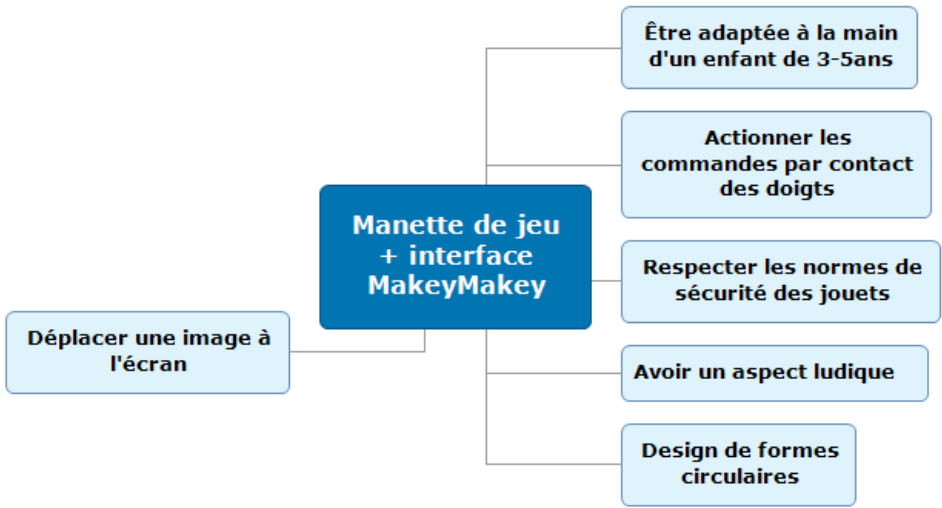 Être adaptée à la main
d'un enfant de 3-5ans
Actionner les
commandes par contact
des doigts
Manette de jeu
+ interface
MakeyMakey
Respecter les normes de
sécurité des jouets
Déplacer une image à
l'écran
Avoir un aspect ludique
Design de formes
circulaires